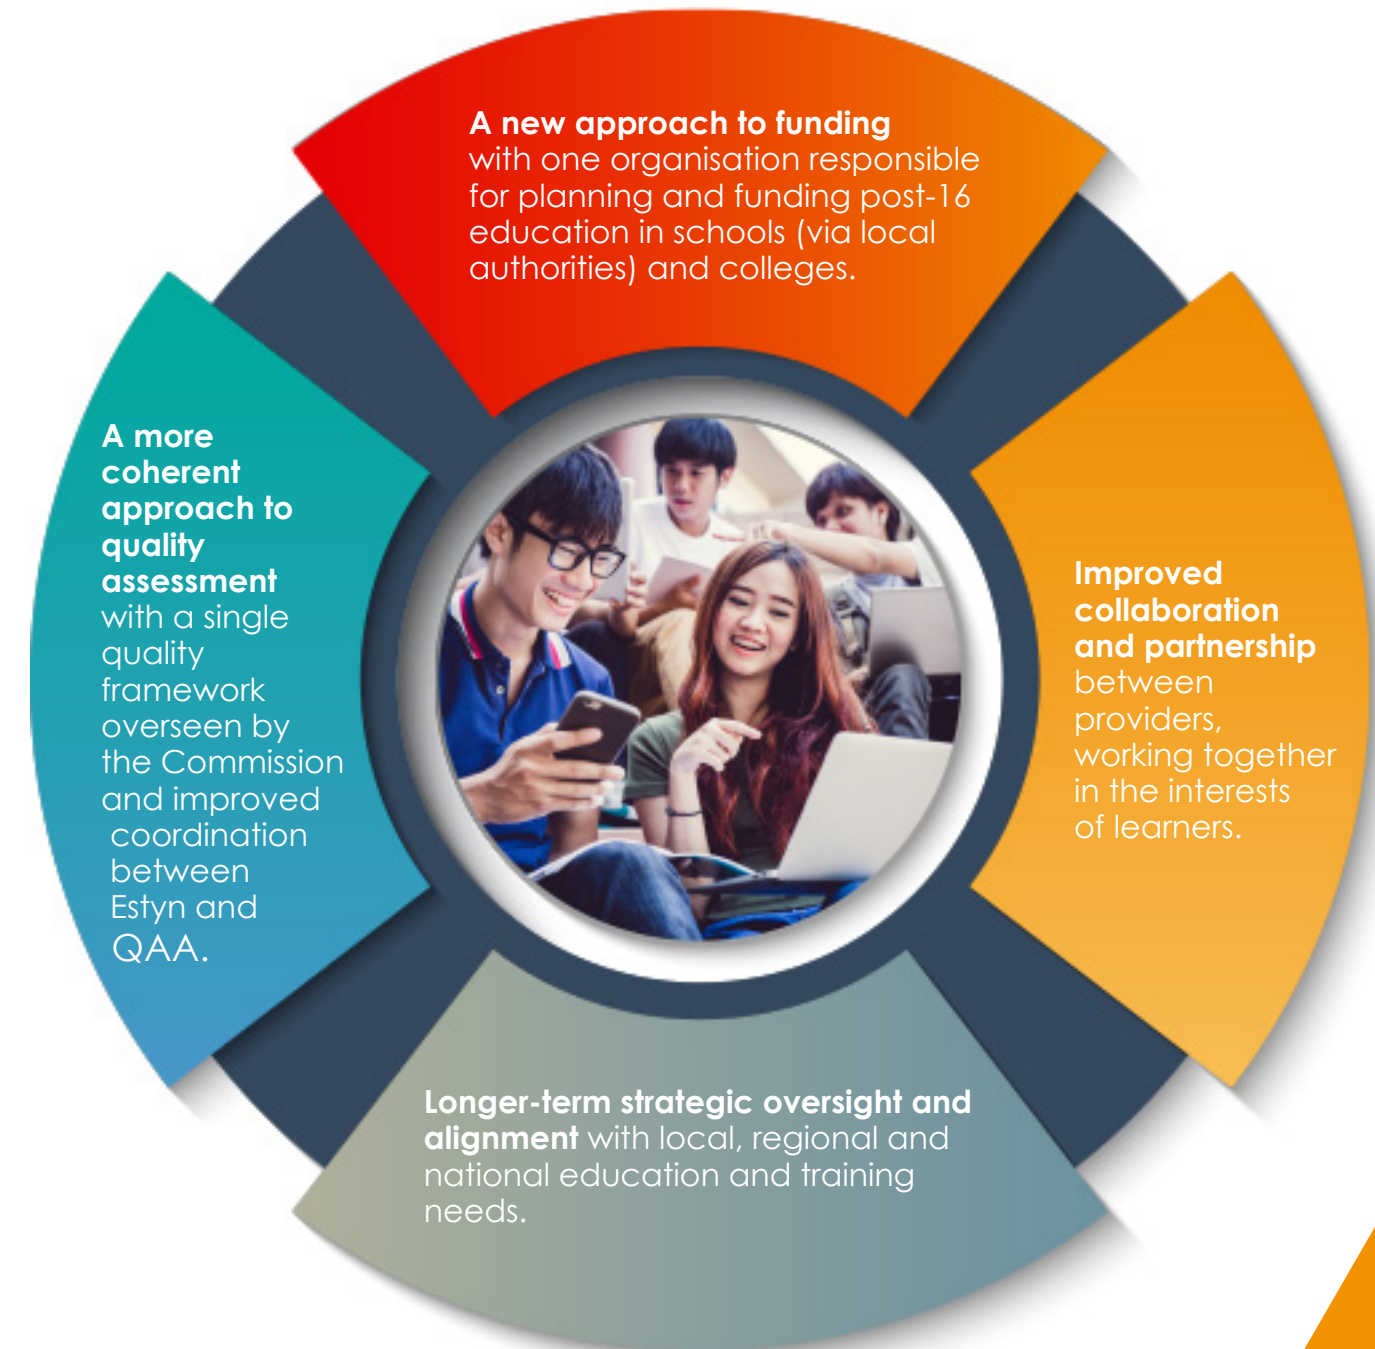 A new approach to funding
with one organisation responsible
for planning and funding post-16
education in schools (via local
authorities) and colleges.
Improved
collaboration
and partnership
between
providers,
working together
in the interests
of learners.
Longer-term strategic oversight and
alignment with local, regional and
national education and training
needs.
A more
coherent
approach to
quality
assessment
with a single
quality
framework
overseen by
the Commission
and improved
coordination
between
Estyn and
QAA.